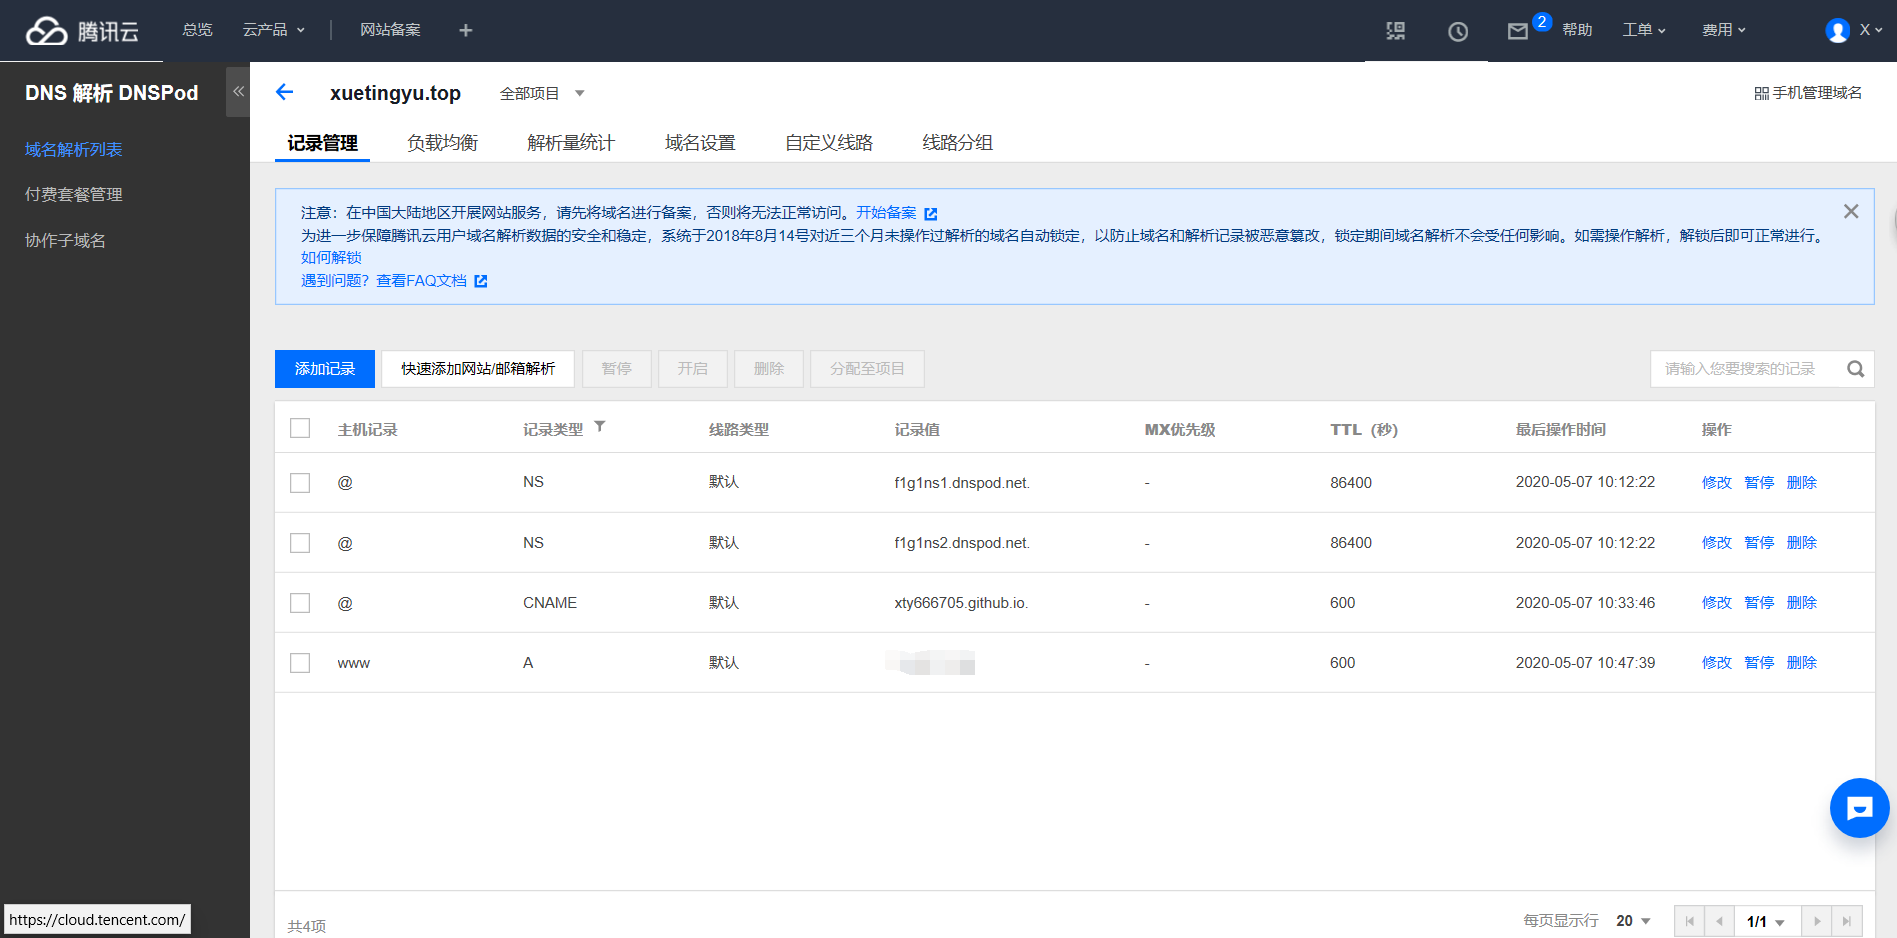 腾讯云 总览 云产品 网站备案 + 2 帮助 工单 费用 X
DNS 解析 DNSPod
域名解析列表
付费套餐管理
协作子域名
xuetingyu.top 全部项目 手机管理域名
记录管理 负载均衡 解析量统计 域名设置 自定义线路 线路分组
注意：在中国大陆地区开展网站服务，请先将域名进行备案，否则将无法正常访问。开始备案
为进一步保障腾讯云用户域名解析数据的安全和稳定，系统于2018年8月14号对近三个月未操作过解析的域名自动锁定，以防止域名和解析记录被恶意篡改，锁定期间域名解析不会受任何影响。如需操作解析，解锁后即可正常进行。
如何解锁
遇到问题？查看FAQ文档
添加记录 快速添加网站/邮箱解析 暂停 开启 删除 分配至项目 请输入您要搜索的记录
主机记录 记录类型 线路类型 记录值 MX优先级 TTL（秒） 最后操作时间 操作
@ NS 默认 f1g1ns1.dnspod.net. - 86400 2020-05-07 10:12:22 修改 暂停 删除
@ NS 默认 f1g1ns2.dnspod.net. - 86400 2020-05-07 10:12:22 修改 暂停 删除
@ CNAME 默认 xty666705.github.io. - 600 2020-05-07 10:33:46 修改 暂停 删除
www A 默认 - 600 2020-05-07 10:47:39 修改 暂停 删除
共4项 每页显示行 20 1/1
https://cloud.tencent.com/